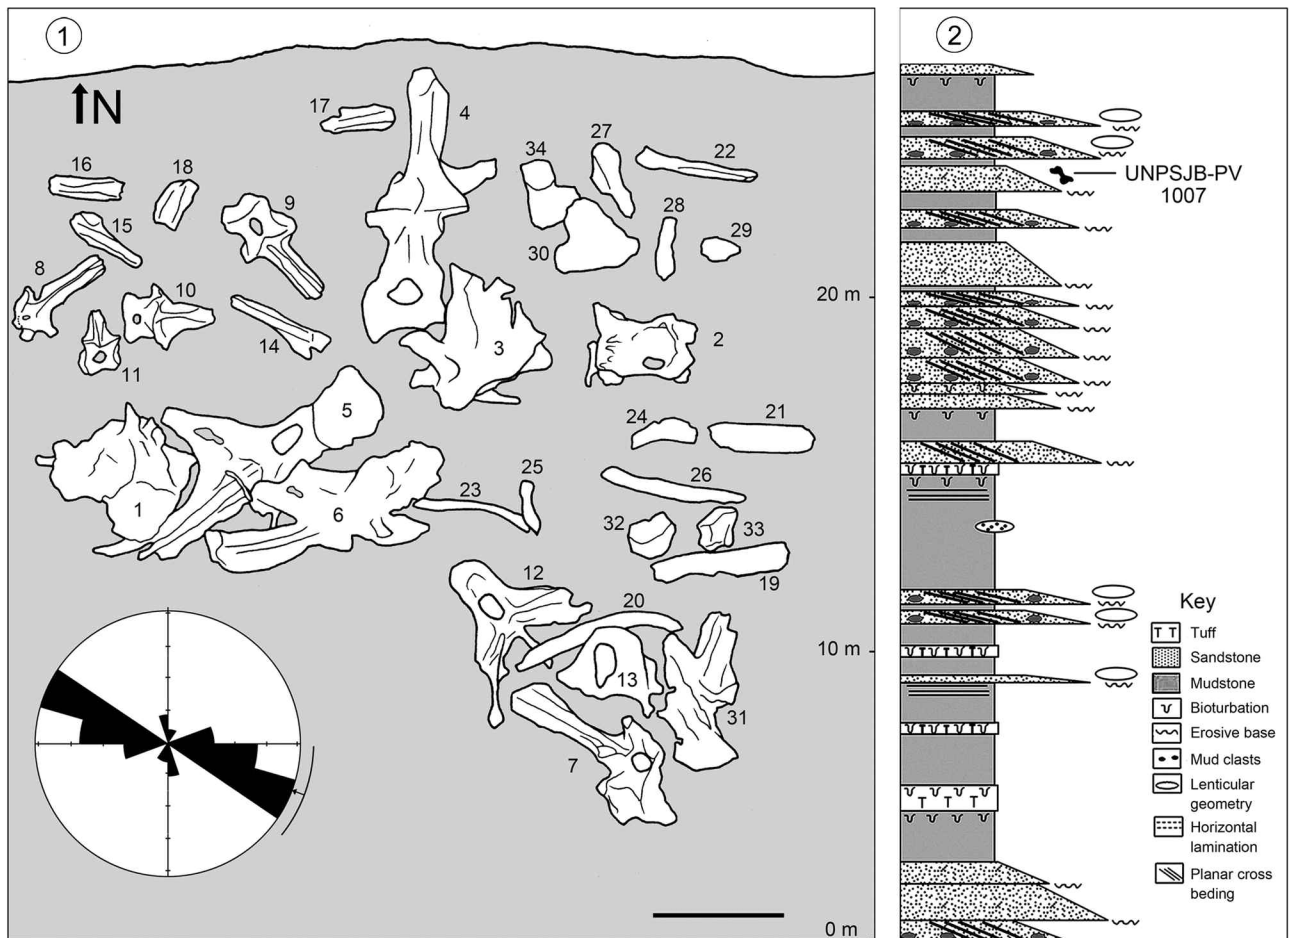 1
N
17
4
34
27
22
16
18
9
15
28
29
30
8
10
20 m
3
2
14
11
5
24
21
25
26
23
1
6
32
33
19
12
20
10 m
13
31
7
0 m
2
UNPSJB-PV
1007
Key
T T Tuff
Sandstone
Mudstone
Bioturbation
Erosive base
Mud clasts
Lenticular
geometry
Horizontal
lamination
Planar cross
beding
T T T T
T T T
T T T
T T T